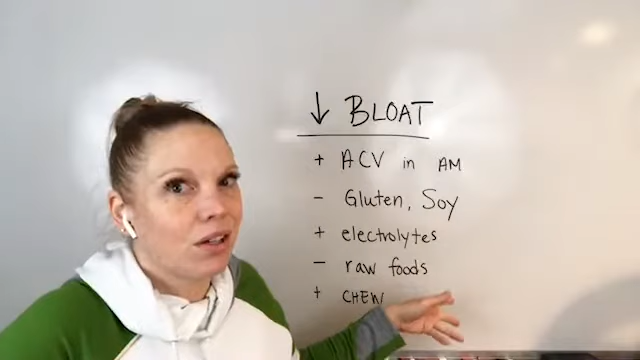 ↓ BLOAT
+ ACV in AM
- Gluten, Soy
+ electrolytes
- raw foods
+ CHEW